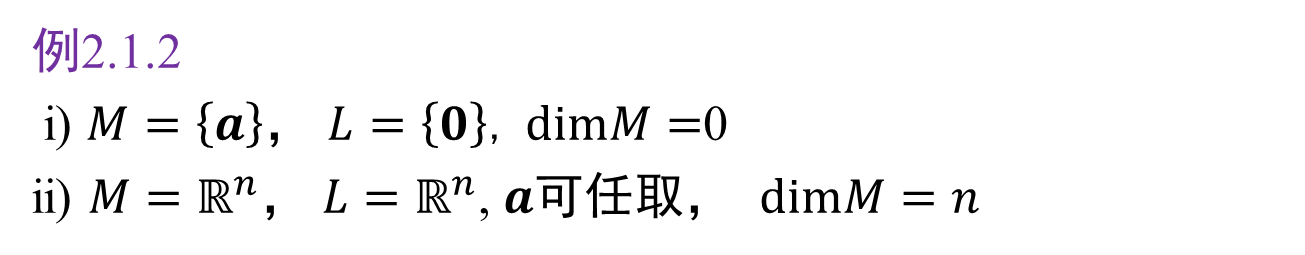 例2.1.2
i) 𝑀 = {𝒂}， 𝐿 = {𝟎}, dim𝑀 =0
ii) 𝑀 = ℝⁿ， 𝐿 = ℝⁿ, 𝒂可任取， dim𝑀 = 𝑛